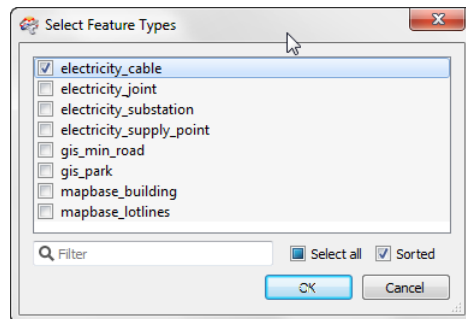 Select Feature Types
electricity_cable
electricity_joint
electricity_substation
electricity_supply_point
gis_min_road
gis_park
mapbase_building
mapbase_lotlines
Filter
Select all
Sorted
OK
Cancel